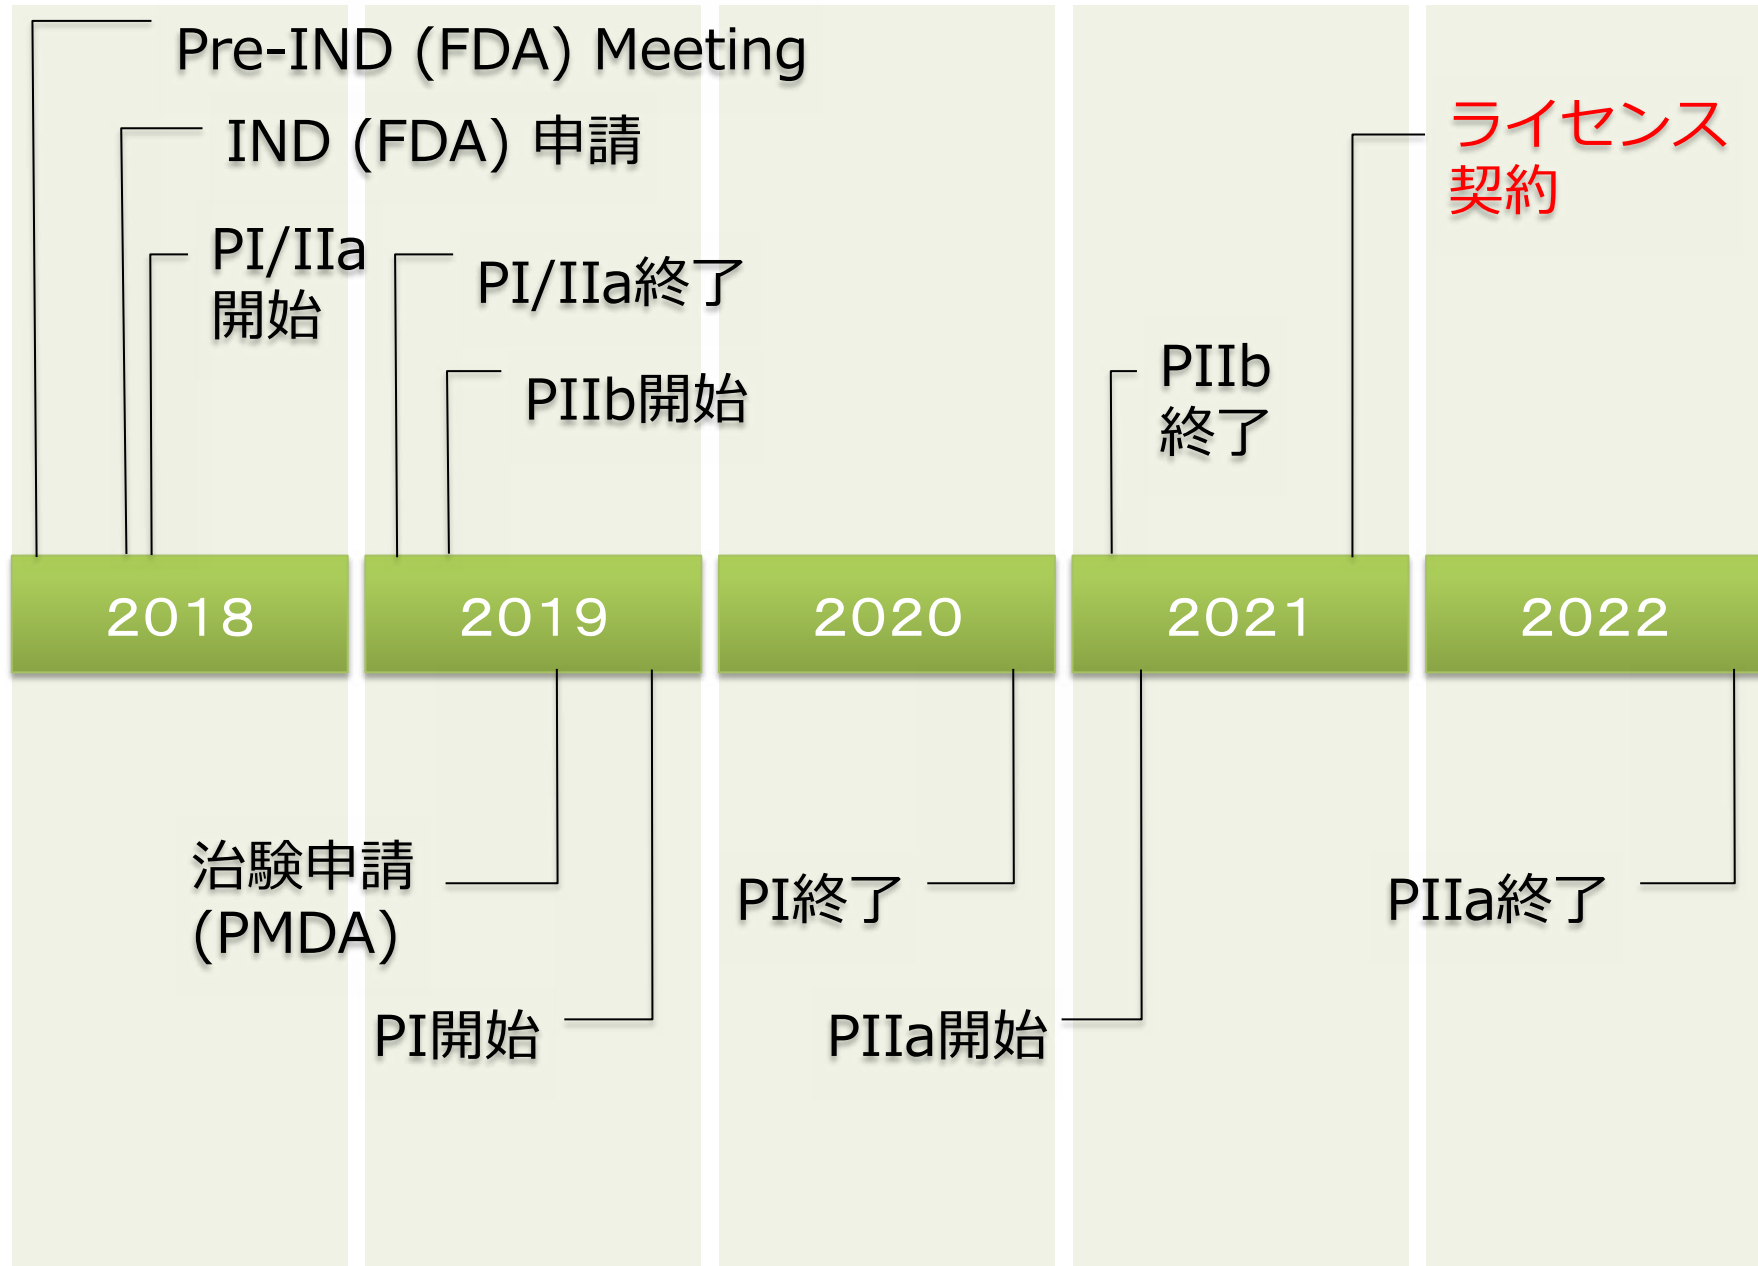 Pre-IND (FDA) Meeting
IND (FDA) 申請
PI/IIa
開始
PI/IIa終了
PIIb開始
PIIb
終了
ライセンス
契約
２０１８
２０１９
２０２０
２０２１
２０２２
治験申請
(PMDA)
PI開始
PI終了
PIIa開始
PIIa終了